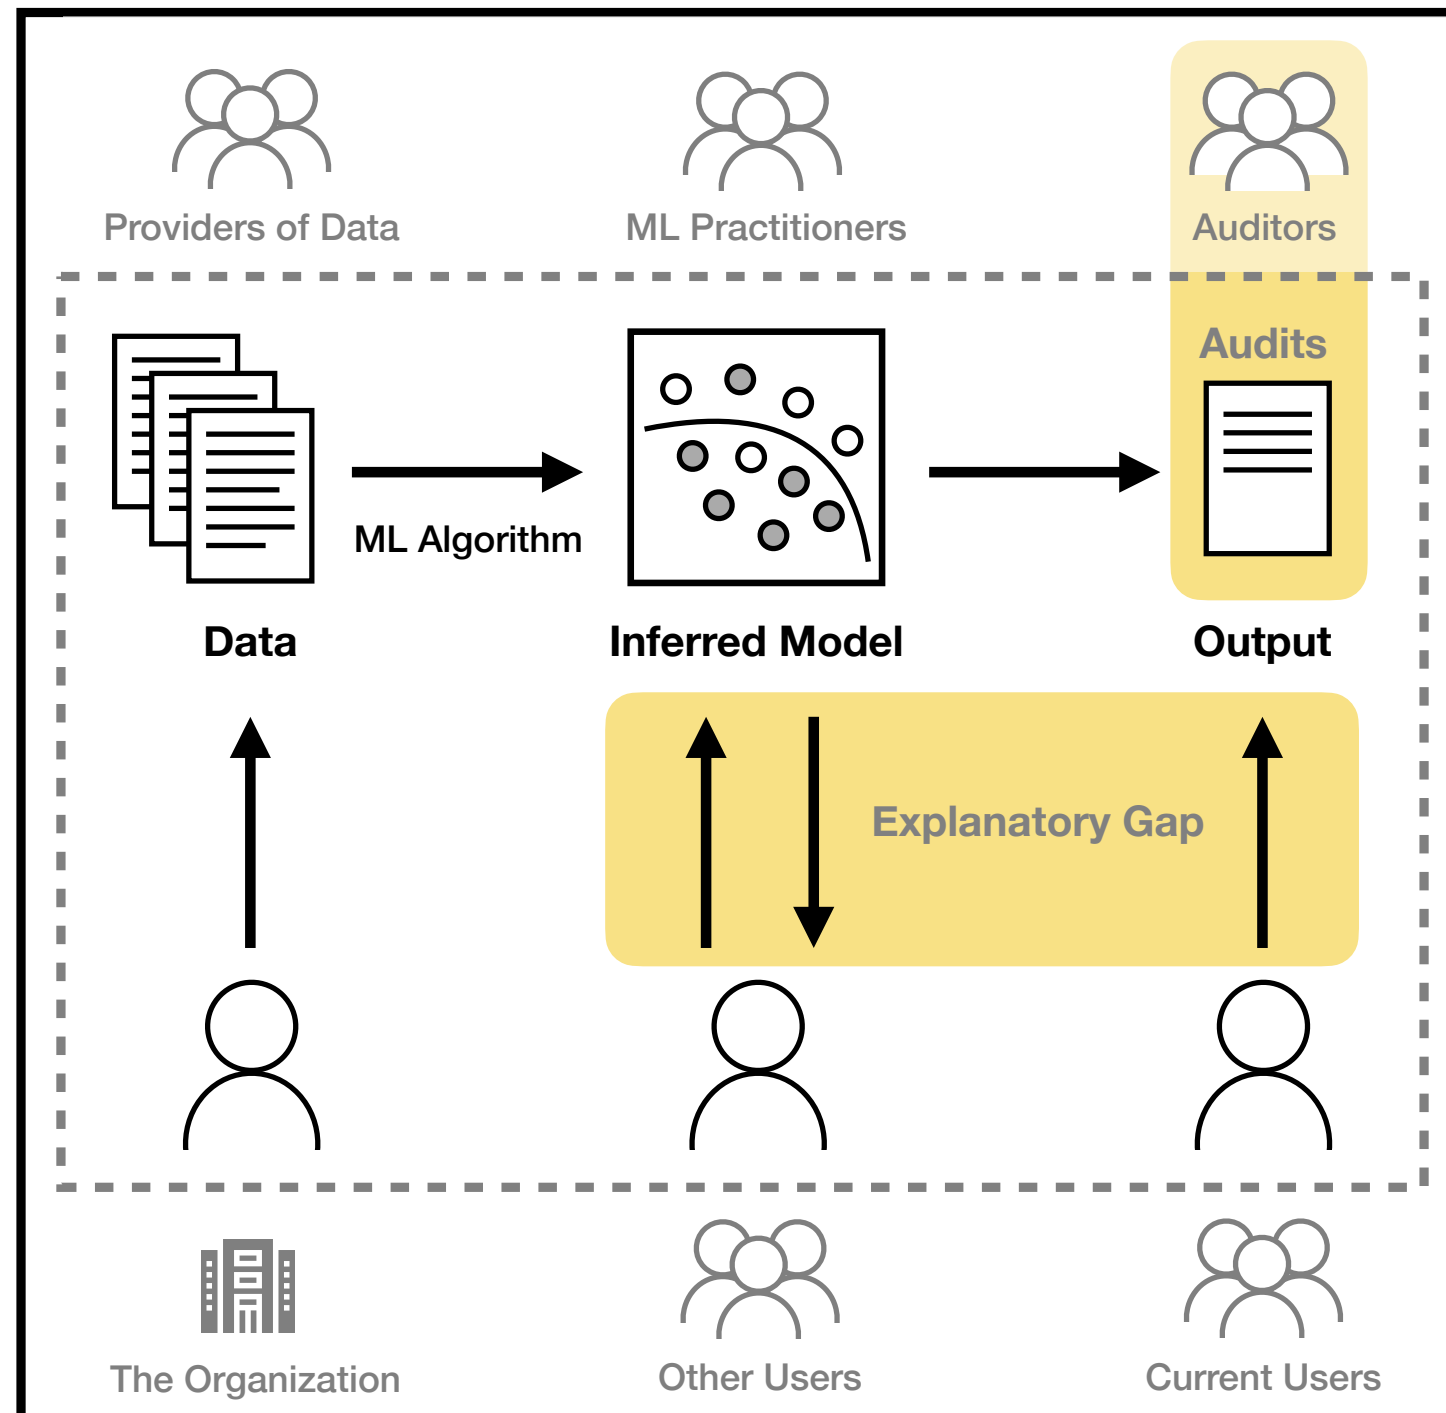 Providers of Data
ML Practitioners
Auditors
Audits
ML Algorithm
Data
Inferred Model
Output
Explanatory Gap
The Organization
Other Users
Current Users